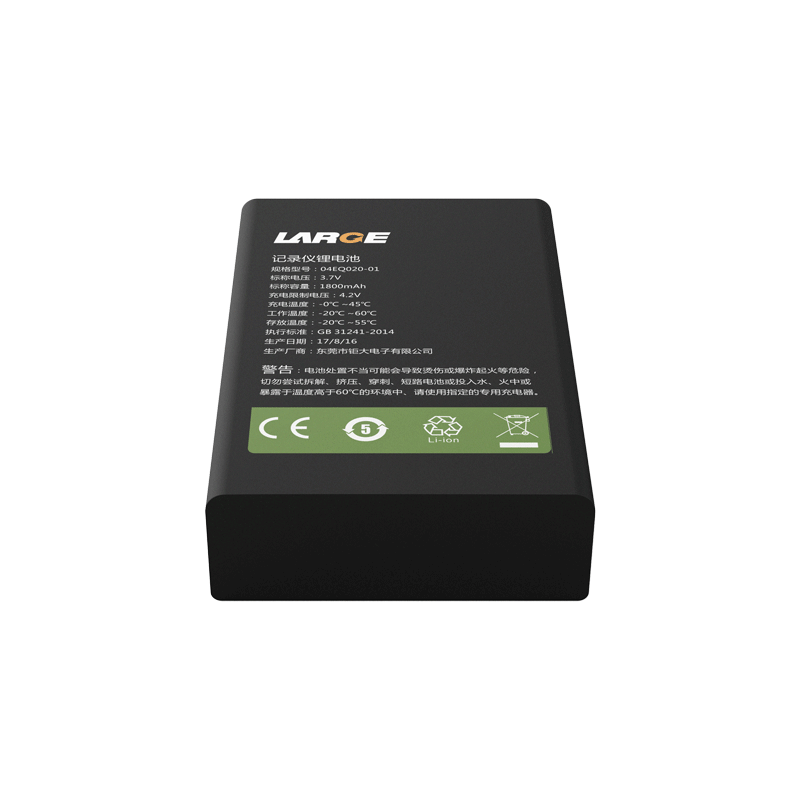 LARGE
记录仪锂电池
规格型号：04EQ020-01
标称电压：3.7V
标称容量：1800mAh
充电限制电压：4.2V
充电温度：-0℃ ~45℃
工作温度：-20℃ ~60℃
存放温度：-20℃ ~55℃
执行标准：GB 31241-2014
生产日期：17/8/16
生产厂商：东莞市钜大电子有限公司
警告：电池处置不当可能会导致烫伤或爆炸起火等危险，
切勿尝试拆解、挤压、穿刺、短路电池或投入水、火中或
暴露于温度高于60℃的环境中、请使用指定的专用充电器。
CE 5 Li-ion